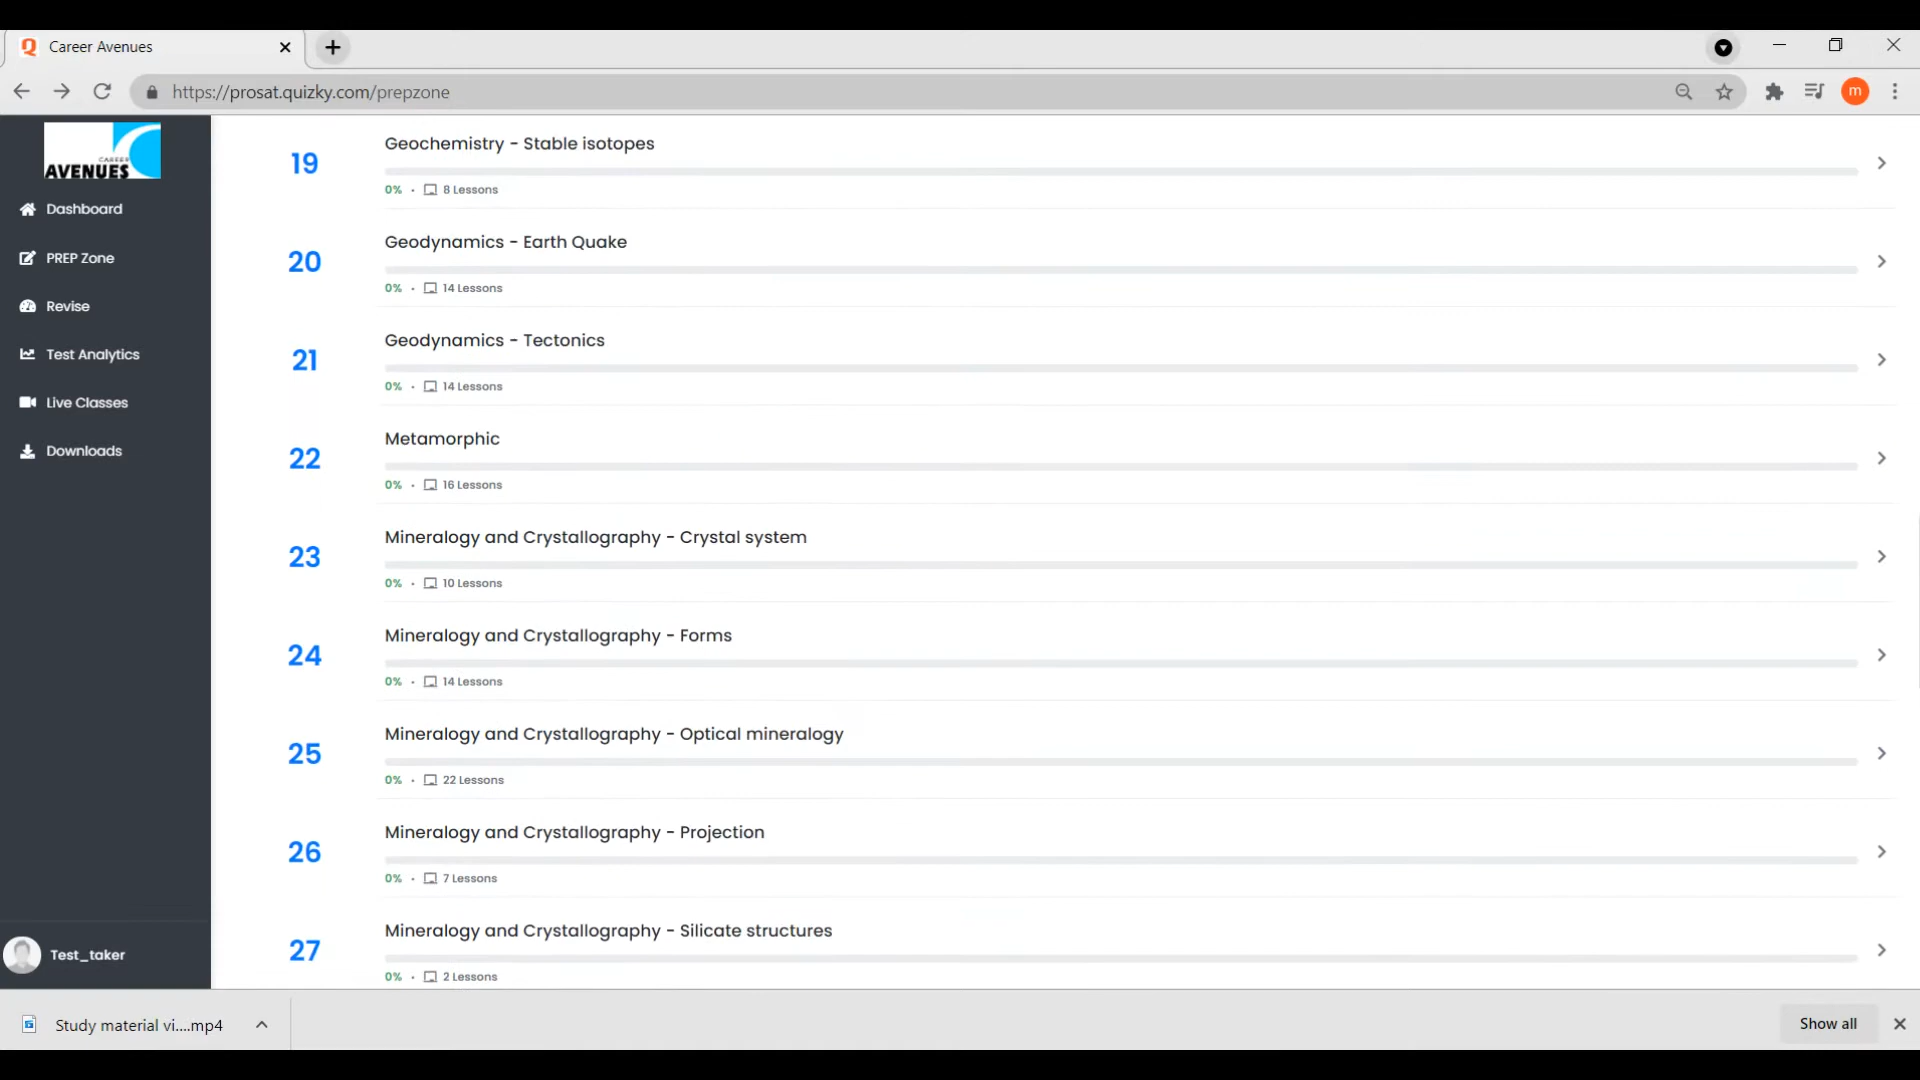 Career Avenues
https://prosat.quizky.com/prepzone
m
CAREER
AVENUES
Dashboard
PREP Zone
Revise
Test Analytics
Live Classes
Downloads
Test_taker
19
Geochemistry - Stable isotopes
0% • 8 Lessons
20
Geodynamics - Earth Quake
0% • 14 Lessons
21
Geodynamics - Tectonics
0% • 14 Lessons
22
Metamorphic
0% • 16 Lessons
23
Mineralogy and Crystallography - Crystal system
0% • 10 Lessons
24
Mineralogy and Crystallography - Forms
0% • 14 Lessons
25
Mineralogy and Crystallography - Optical mineralogy
0% • 22 Lessons
26
Mineralogy and Crystallography - Projection
0% • 7 Lessons
27
Mineralogy and Crystallography - Silicate structures
0% • 2 Lessons
Study material vi....mp4
Show all